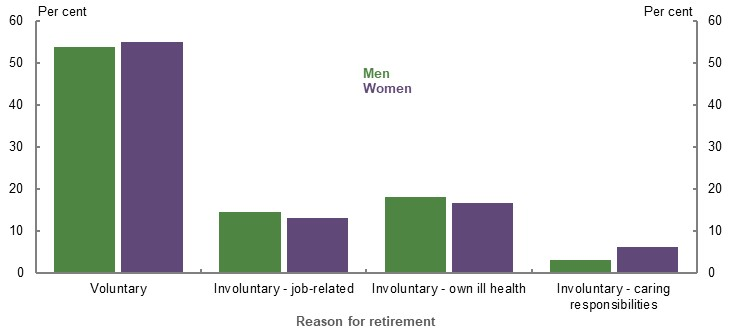 Per cent
Per cent
60
60
50
50
40
40
30
30
20
20
10
10
0
0
Men
Women
Voluntary
Involuntary - job-related
Involuntary - own ill health
Involuntary - caring
responsibilities
Reason for retirement